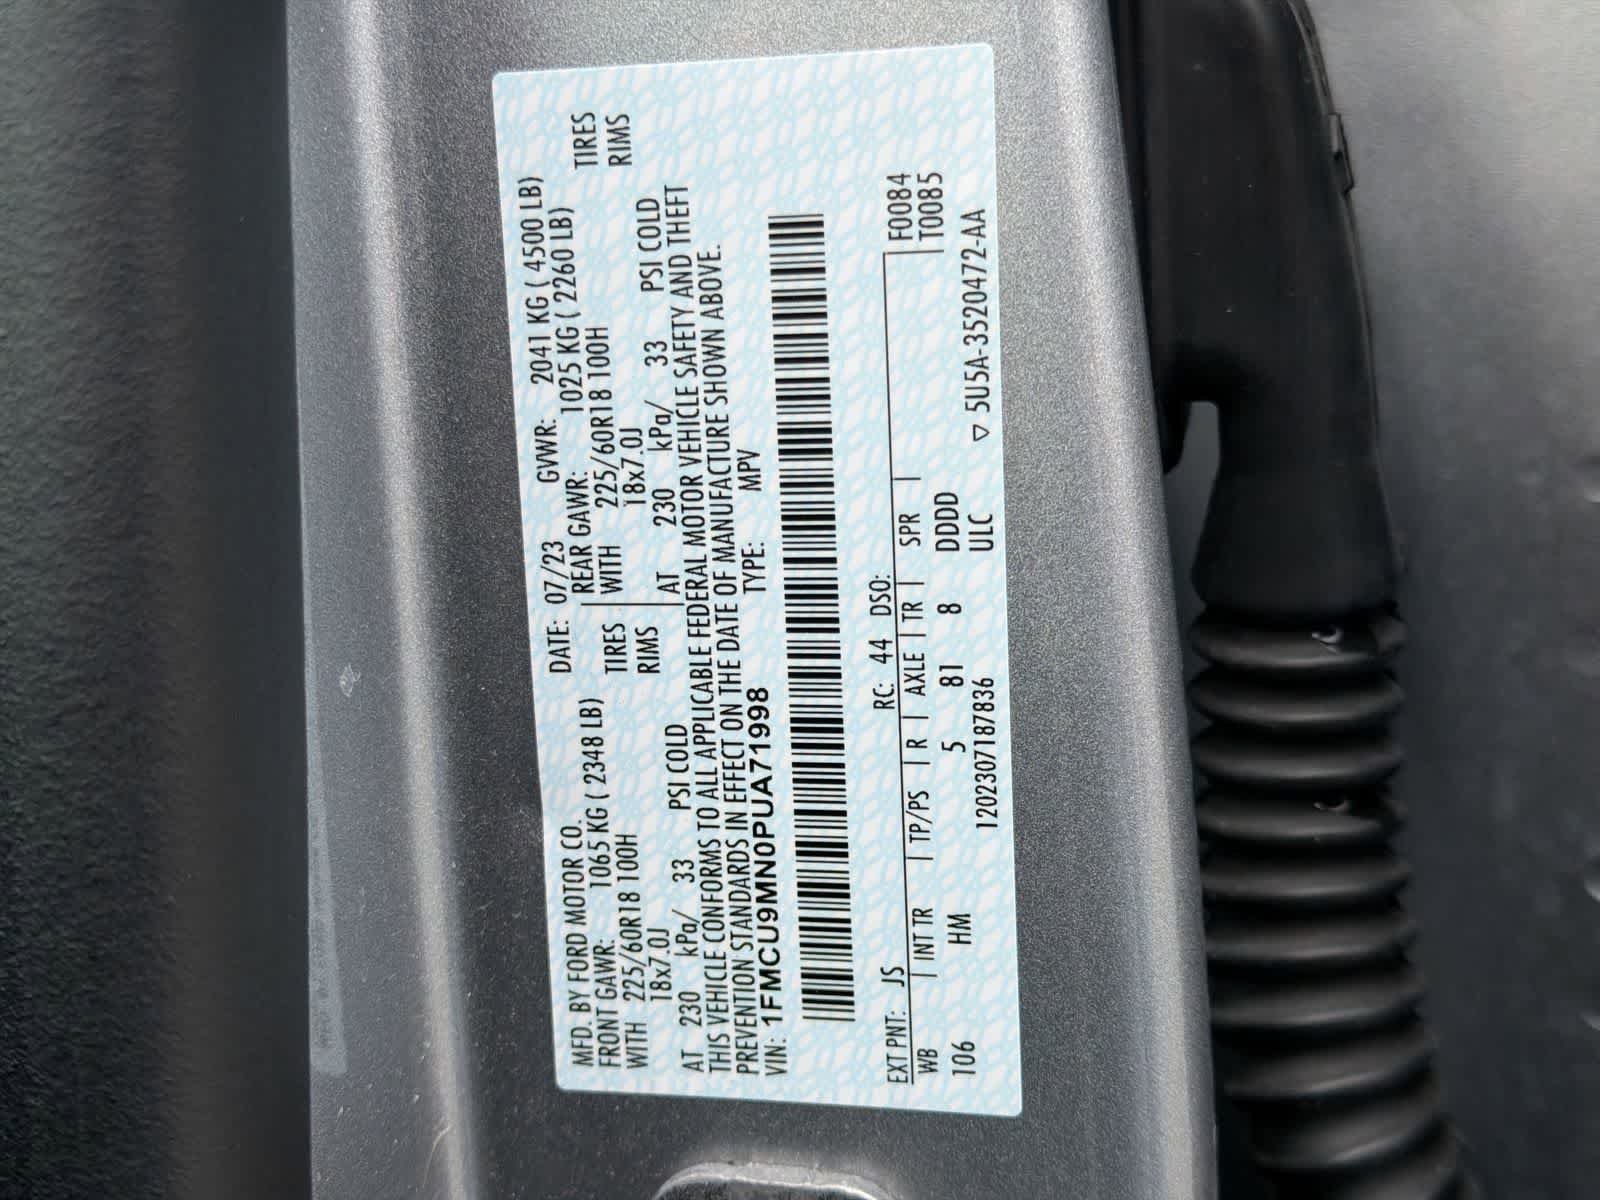 MFD. BY FORD MOTOR CO. DATE: 07/23 GVWR: 2041 KG ( 4500 LB)
FRONT GAWR: 1065 KG ( 2348 LB) REAR GAWR: 1025 KG ( 2260 LB)
WITH 225/60R18 100H TIRES WITH 225/60R18 100H TIRES
18x7.0J RIMS 18x7.0J RIMS
AT 230 kPa/ 33 PSI COLD AT 230 kPa/ 33 PSI COLD
THIS VEHICLE CONFORMS TO ALL APPLICABLE FEDERAL MOTOR VEHICLE SAFETY AND THEFT
PREVENTION STANDARDS IN EFFECT ON THE DATE OF MANUFACTURE SHOWN ABOVE.
VIN: 1FMCU9MN0PUA71998 TYPE: MPV
EXT PNT: JS RC: 44 DSO: F0084
WB INT TR TP/PS R AXLE TR SPR T0085
106 HM 5 81 8 DDDD
120230718​7836 ULC ▽ 5U5A-3520472-AA